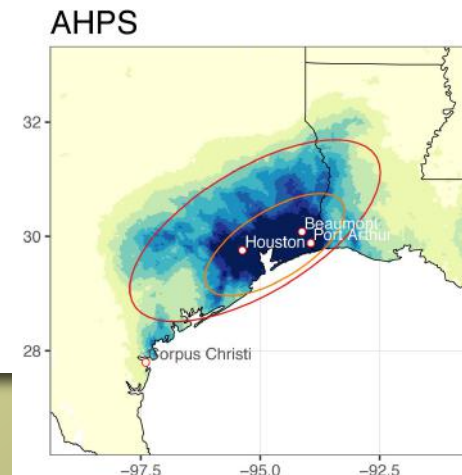 AHPS
32
Beaumont
Port Arthur
Houston
30
28
Corpus Christi
−97.5
−95.0
−92.5